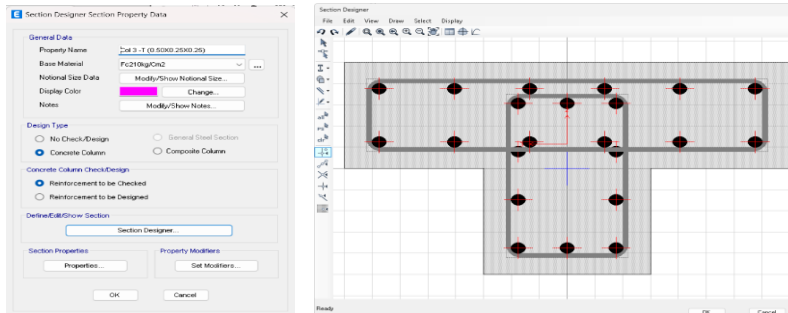 Section Designer Section Property Data
General Data
Property Name
Col 3 -T (0.50X0.25X0.25)
Base Material
Fc210kg/Cm2
...
Notional Size Data
Modify/Show Notional Size...
Display Color
Change...
Notes
Modify/Show Notes...
Design Type
No Check/Design
General Steel Section
Concrete Column
Composite Column
Concrete Column Check/Design
Reinforcement to be Checked
Reinforcement to be Designed
Define/Edit/Show Section
Section Designer...
Section Properties
Property Modifiers
Properties...
Set Modifiers...
OK
Cancel
Section Designer
File Edit View Draw Select Display
Ready
OK
Cancel